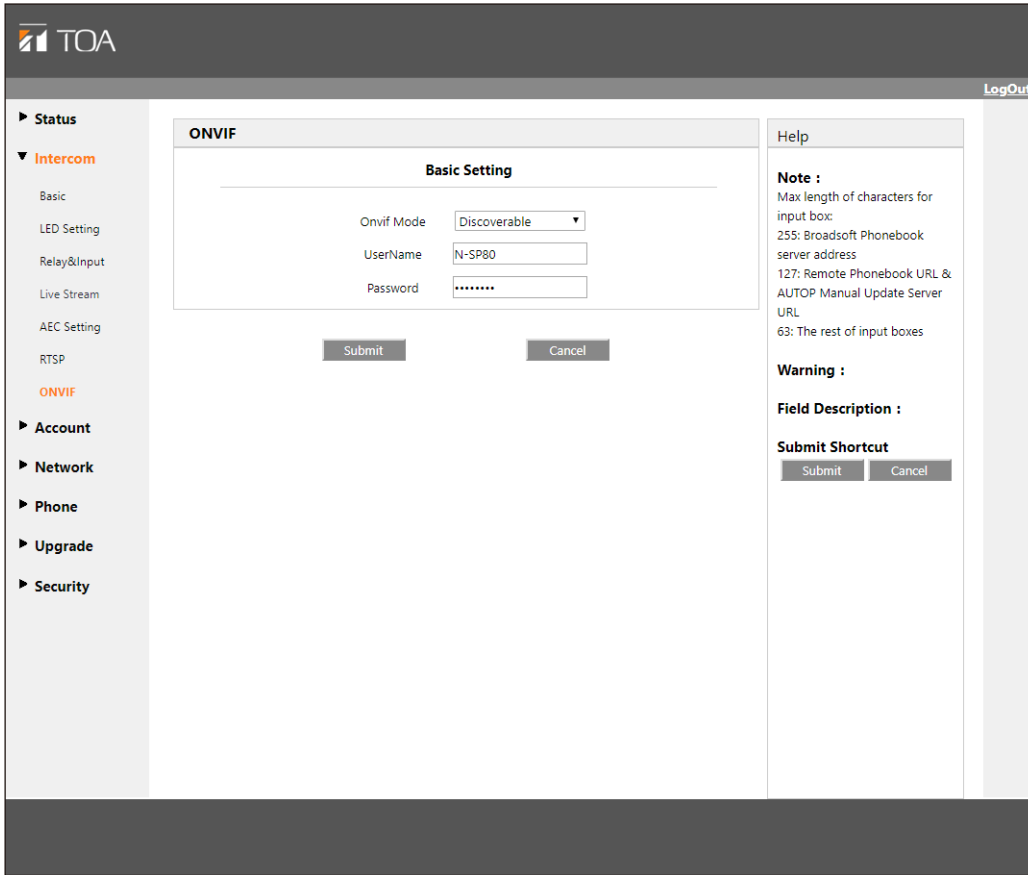 TOA
LogOut
Status
Intercom
Basic
LED Setting
Relay&Input
Live Stream
AEC Setting
RTSP
ONVIF
Account
Network
Phone
Upgrade
Security
ONVIF
Basic Setting
Onvif Mode Discoverable
UserName N-SP80
Password ••••••••
Submit Cancel
Help
Note :
Max length of characters for
input box:
255: Broadsoft Phonebook
server address
127: Remote Phonebook URL &
AUTOP Manual Update Server
URL
63: The rest of input boxes
Warning :
Field Description :
Submit Shortcut
Submit Cancel